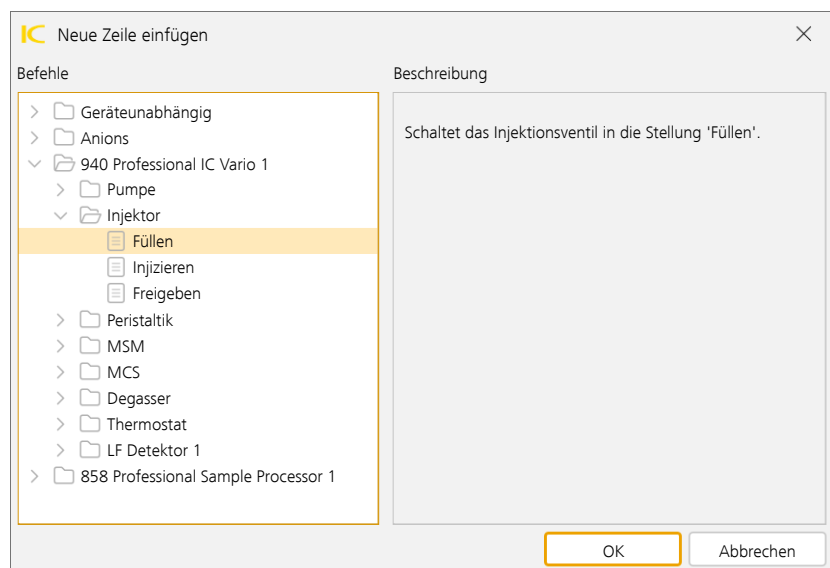 IC Neue Zeile einfügen
Befehle
Beschreibung
Geräteunabhängig
Anions
940 Professional IC Vario 1
Pumpe
Injektor
Füllen
Injizieren
Freigeben
Peristaltik
MSM
MCS
Degasser
Thermostat
LF Detektor 1
858 Professional Sample Processor 1
Schaltet das Injektionsventil in die Stellung 'Füllen'.
OK
Abbrechen